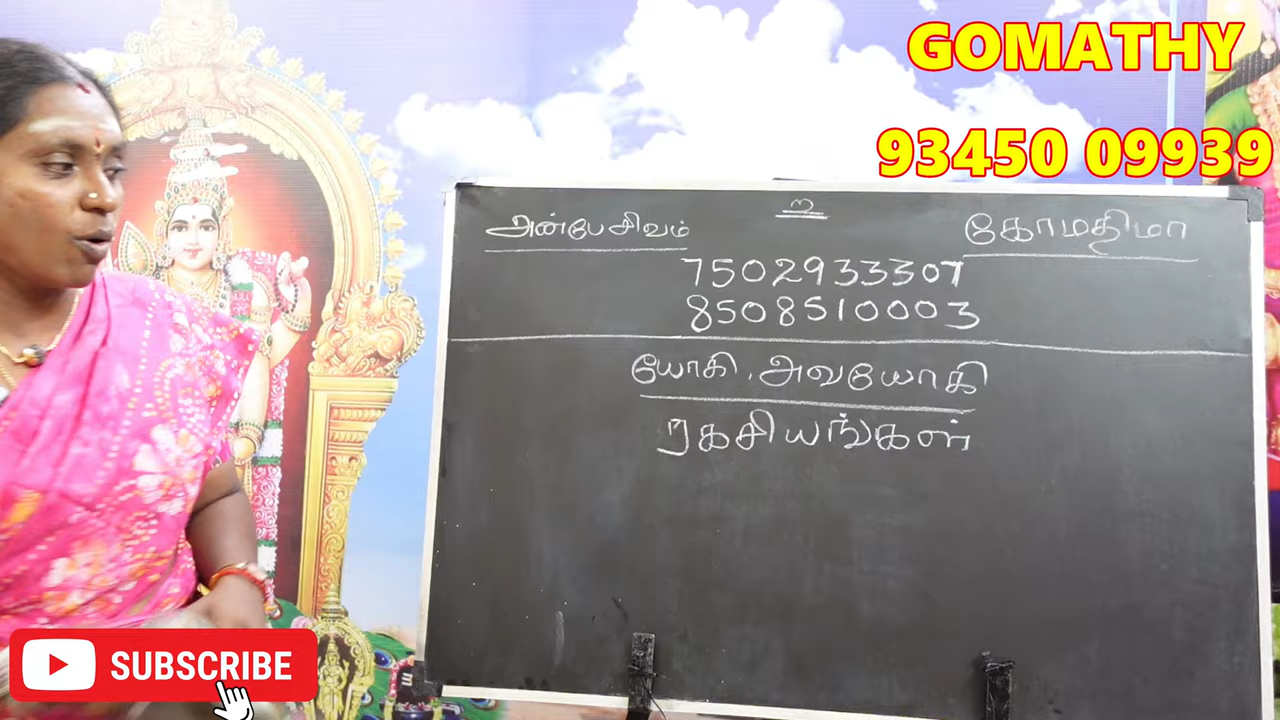 GOMATHY
93450 09939
உ
அன்பே சிவம்
கோமதிமா
7502933307
8508510003
யோகி, அவயோகி
ரகசியங்கள்
SUBSCRIBE